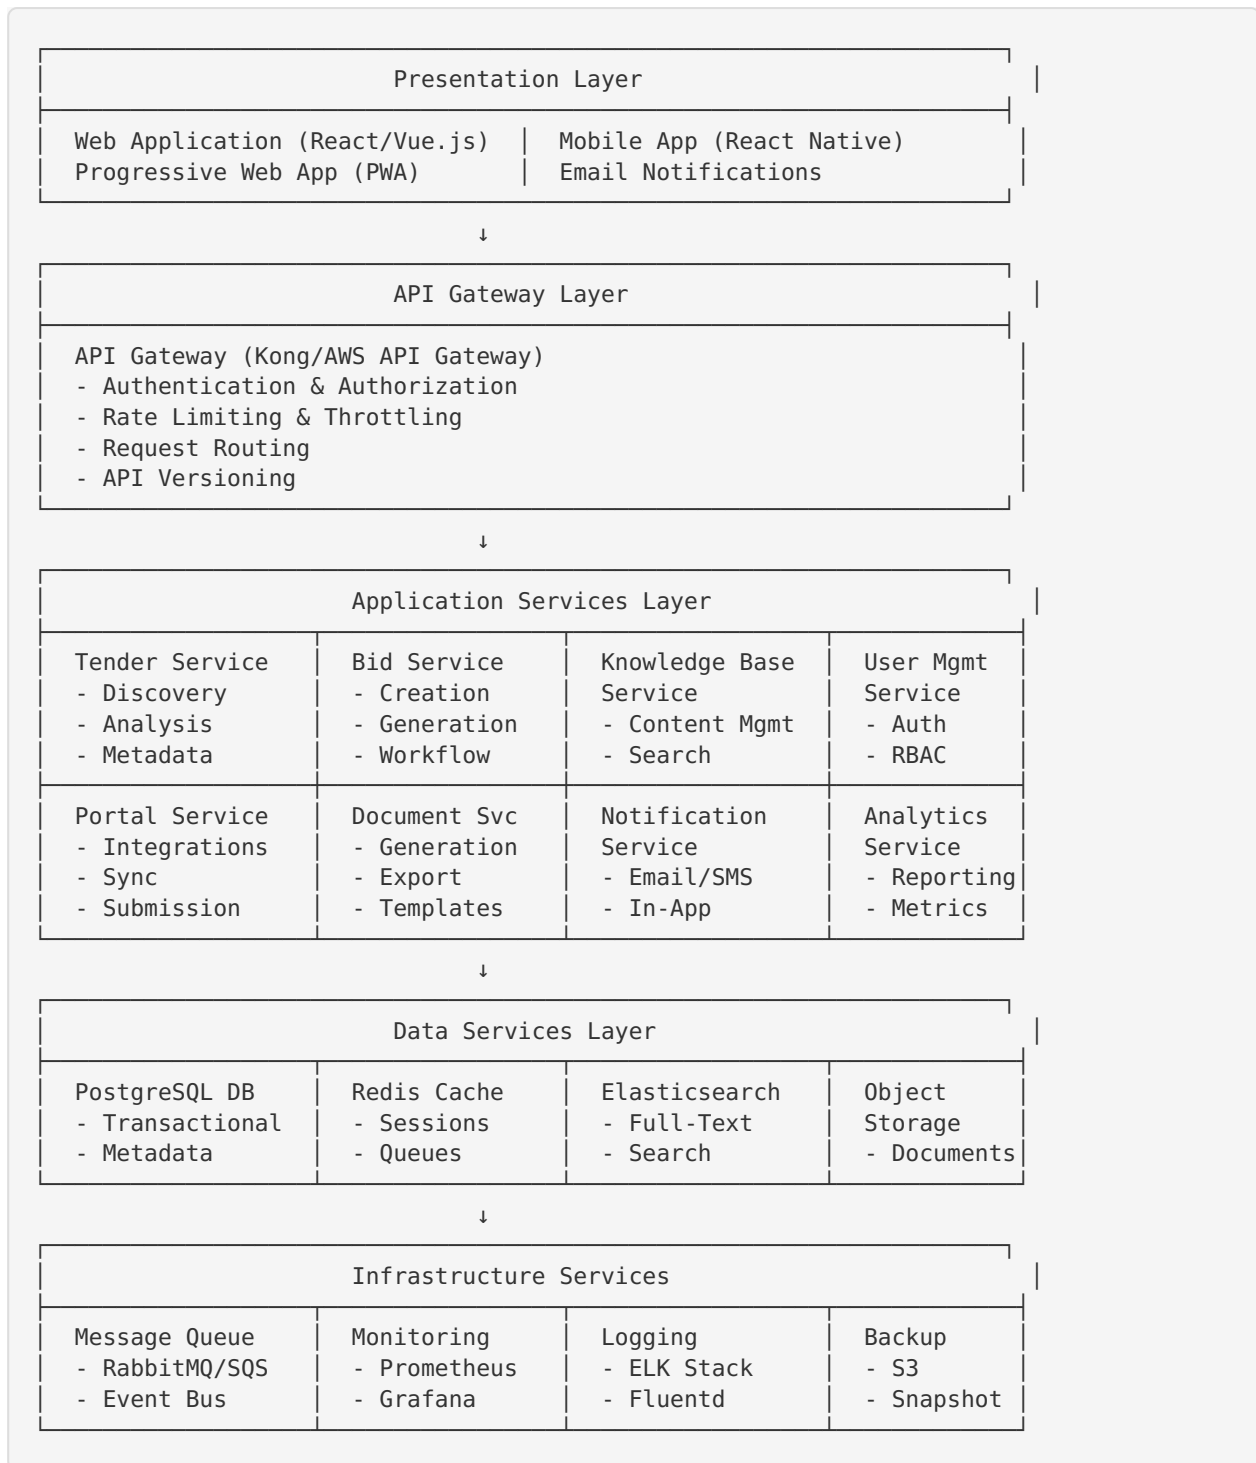 Presentation Layer
Web Application (React/Vue.js) │ Mobile App (React Native)
Progressive Web App (PWA) │ Email Notifications
↓
API Gateway Layer
API Gateway (Kong/AWS API Gateway)
- Authentication & Authorization
- Rate Limiting & Throttling
- Request Routing
- API Versioning
↓
Application Services Layer
Tender Service │ Bid Service │ Knowledge Base │ User Mgmt
- Discovery │ - Creation │ Service │ Service
- Analysis │ - Generation │ - Content Mgmt │ - Auth
- Metadata │ - Workflow │ - Search │ - RBAC
Portal Service │ Document Svc │ Notification │ Analytics
- Integrations │ - Generation │ Service │ Service
- Sync │ - Export │ - Email/SMS │ - Reporting
- Submission │ - Templates │ - In-App │ - Metrics
↓
Data Services Layer
PostgreSQL DB │ Redis Cache │ Elasticsearch │ Object
- Transactional │ - Sessions │ - Full-Text │ Storage
- Metadata │ - Queues │ - Search │ - Documents
↓
Infrastructure Services
Message Queue │ Monitoring │ Logging │ Backup
- RabbitMQ/SQS │ - Prometheus │ - ELK Stack │ - S3
- Event Bus │ - Grafana │ - Fluentd │ - Snapshot